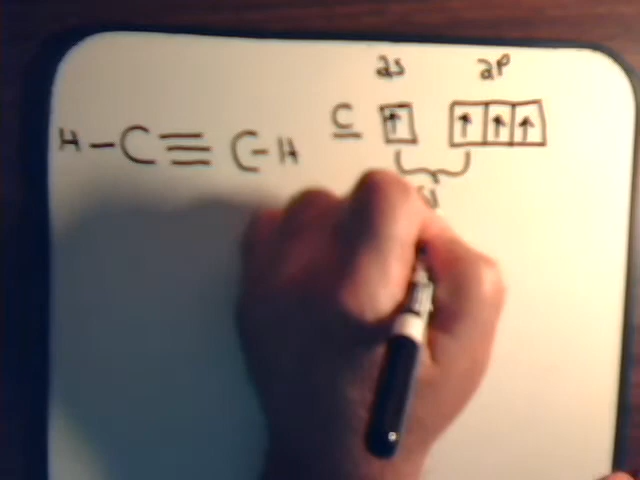 2s 2p
H-C≡C-H C ↑ ↑ ↑ ↑